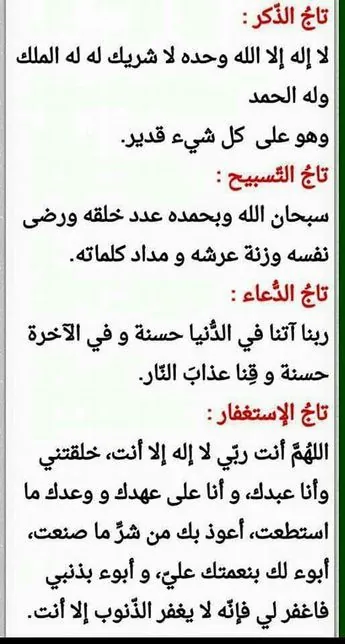 تاجُ الذّكر :
لا إله إلا الله وحده لا شريك له له الملك
وله الحمد
وهو على كل شيء قدير.
تاجُ التّسبيح :
سبحان الله وبحمده عدد خلقه ورضى
نفسه وزنة عرشه و مداد كلماته.
تاجُ الدُّعاء :
ربنا آتنا في الدُّنيا حسنة و في الآخرة
حسنة و قِنا عذابَ النّار.
تاجُ الإستغفار :
اللهُمَّ أنت ربّي لا إله إلا أنت، خلقتني
وأنا عبدك، و أنا على عهدك و وعدك ما
استطعت، أعوذ بك من شرِّ ما صنعت،
أبوء لك بنعمتك عليّ، و أبوء بذنبي
فاغفر لي فإنّه لا يغفر الذّنوب إلا أنت.